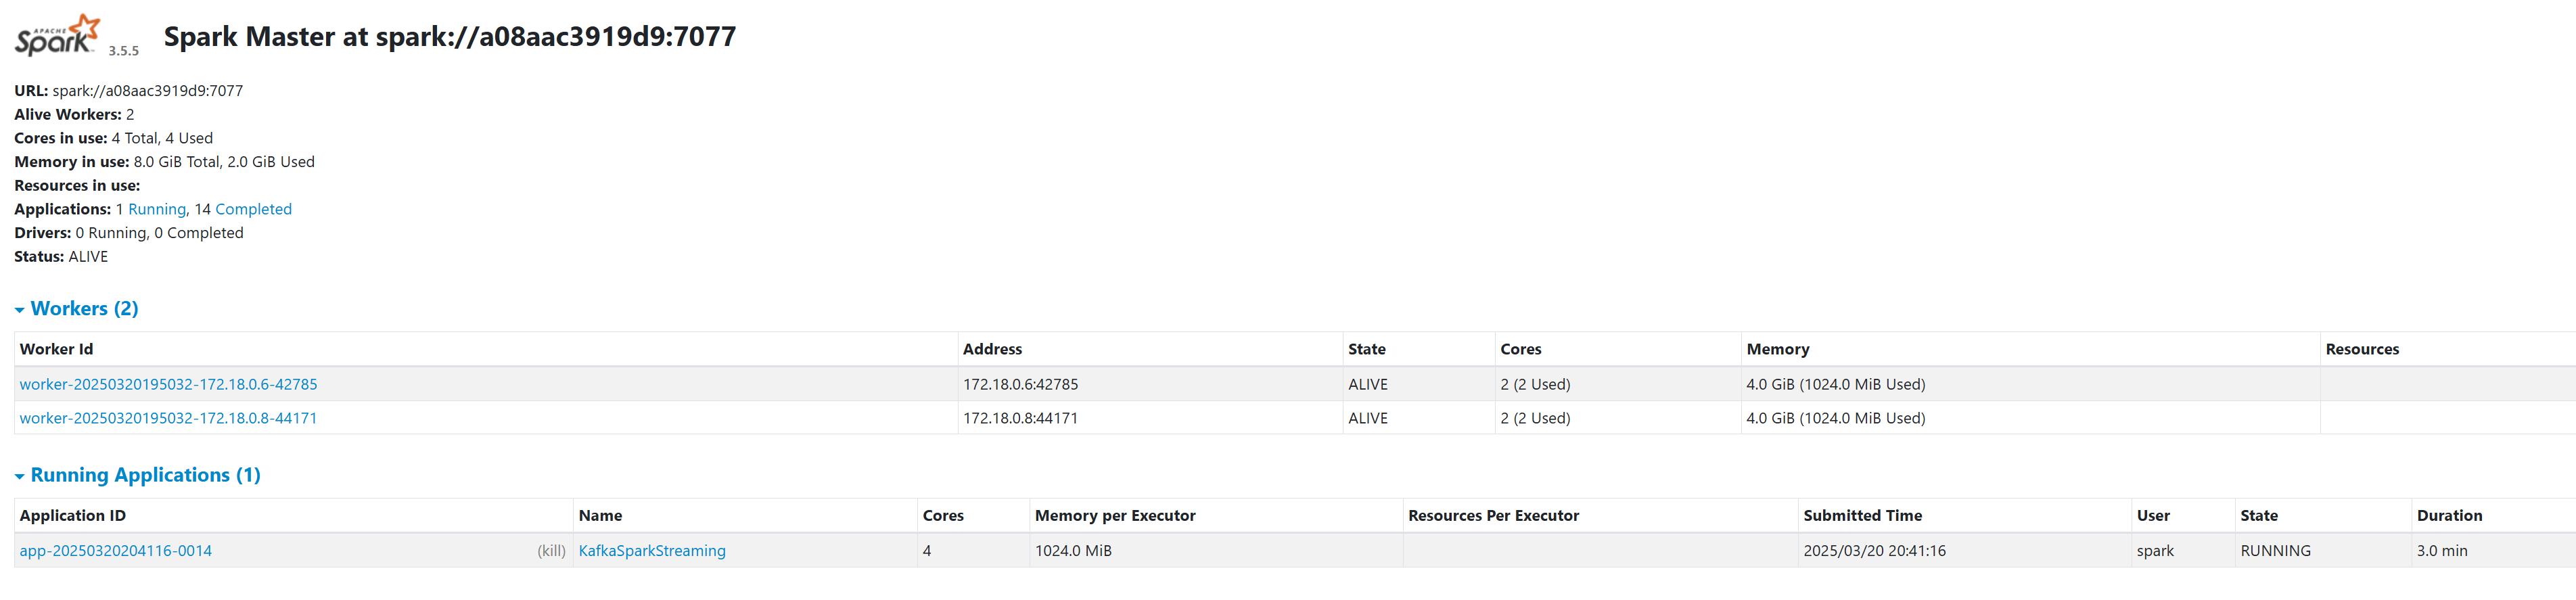 APACHE
Spark 3.5.5 Spark Master at spark://a08aac3919d9:7077
URL: spark://a08aac3919d9:7077
Alive Workers: 2
Cores in use: 4 Total, 4 Used
Memory in use: 8.0 GiB Total, 2.0 GiB Used
Resources in use:
Applications: 1 Running, 14 Completed
Drivers: 0 Running, 0 Completed
Status: ALIVE
Workers (2)
Worker Id Address State Cores Memory Resources
worker-20250320195032-172.18.0.6-42785 172.18.0.6:42785 ALIVE 2 (2 Used) 4.0 GiB (1024.0 MiB Used)
worker-20250320195032-172.18.0.8-44171 172.18.0.8:44171 ALIVE 2 (2 Used) 4.0 GiB (1024.0 MiB Used)
Running Applications (1)
Application ID Name Cores Memory per Executor Resources Per Executor Submitted Time User State Duration
app-20250320204116-0014 (kill) KafkaSparkStreaming 4 1024.0 MiB 2025/03/20 20:41:16 spark RUNNING 3.0 min